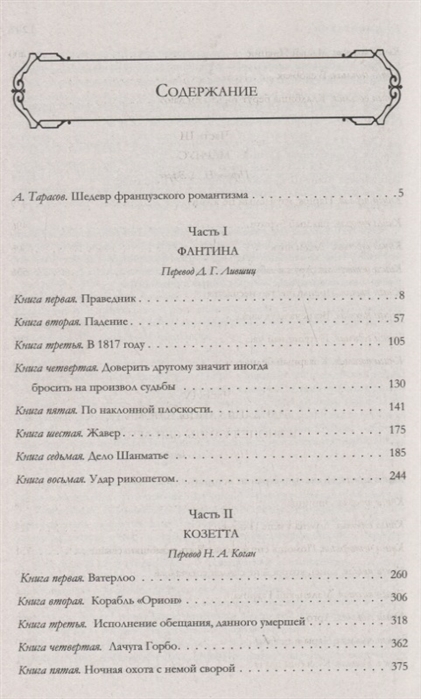 Содержание
А. Тарасов. Шедевр французского романтизма . . . . . . . . . . . . . . . . . . . 5
Часть I
ФАНТИНА
Перевод Д. Г. Лившиц
Книга первая. Праведник . . . . . . . . . . . . . . . . . . . . . . . . . . . . . . . . 8
Книга вторая. Падение . . . . . . . . . . . . . . . . . . . . . . . . . . . . . . . . . 57
Книга третья. В 1817 году . . . . . . . . . . . . . . . . . . . . . . . . . . . . . . . 105
Книга четвертая. Доверить другому значит иногда
бросить на произвол судьбы . . . . . . . . . . . . . . . . . . . . . . . . . . . 130
Книга пятая. По наклонной плоскости. . . . . . . . . . . . . . . . . . . . . . . 141
Книга шестая. Жавер . . . . . . . . . . . . . . . . . . . . . . . . . . . . . . . . . . 175
Книга седьмая. Дело Шанматье . . . . . . . . . . . . . . . . . . . . . . . . . . . 185
Книга восьмая. Удар рикошетом. . . . . . . . . . . . . . . . . . . . . . . . . . . 244
Часть II
КОЗЕТТА
Перевод Н. А. Коган
Книга первая. Ватерлоо . . . . . . . . . . . . . . . . . . . . . . . . . . . . . . . . 260
Книга вторая. Корабль «Орион» . . . . . . . . . . . . . . . . . . . . . . . . . . 306
Книга третья. Исполнение обещания, данного умершей . . . . . . . . . . 318
Книга четвертая. Лачуга Горбо. . . . . . . . . . . . . . . . . . . . . . . . . . . . 362
Книга пятая. Ночная охота с немой сворой . . . . . . . . . . . . . . . . . . . 375